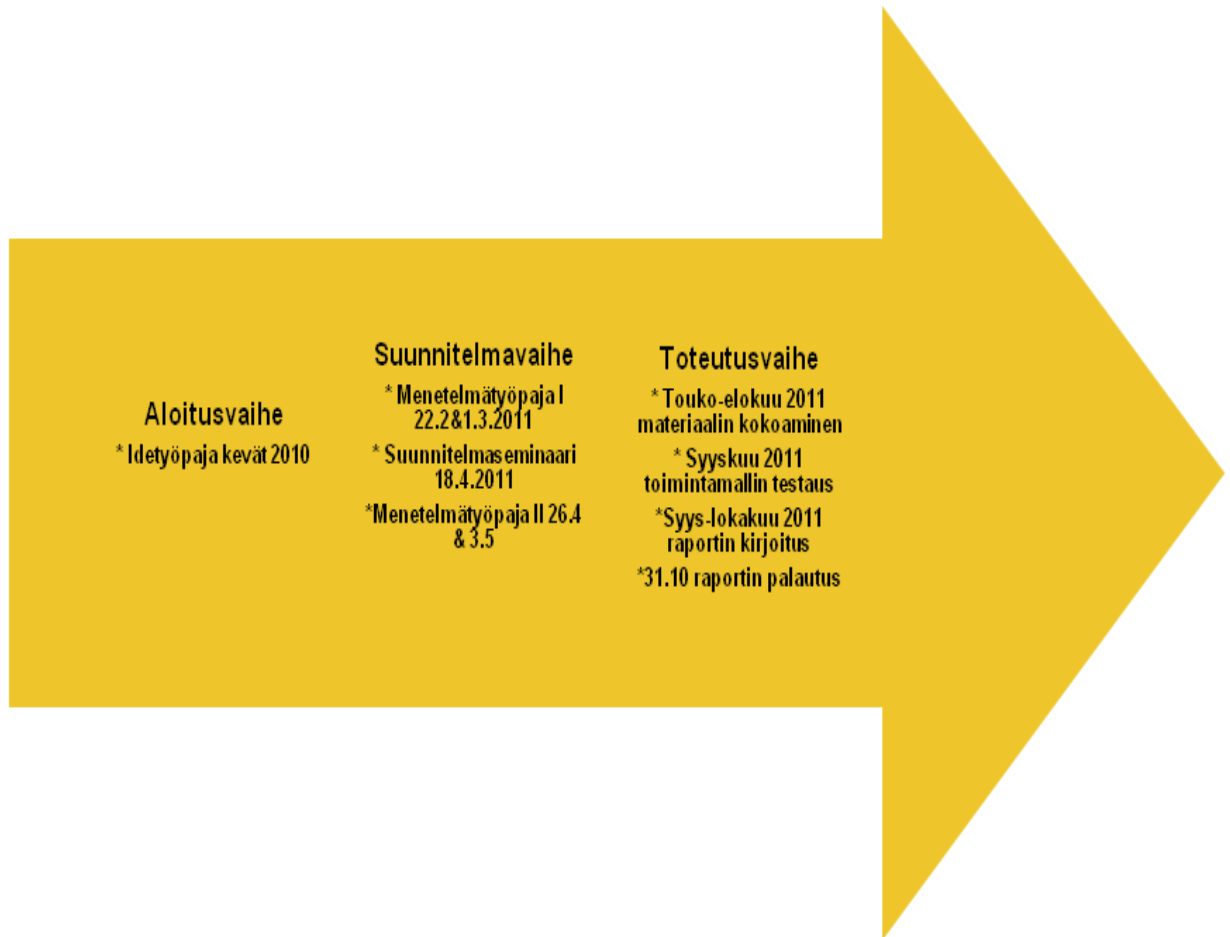 Aloitusvaihe
* Idetyöpaja kevät 2010
Suunnitelmavaihe
* Menetelmätyöpaja I
22.2&1.3.2011
* Suunnitelmaseminaari
18.4.2011
*Menetelmätyöpaja II 26.4
& 3.5
Toteutusvaihe
* Touko-elokuu 2011
materiaalin kokoaminen
* Syyskuu 2011
toimintamallin testaus
*Syys-lokakuu 2011
raportin kirjoitus
*31.10 raportin palautus